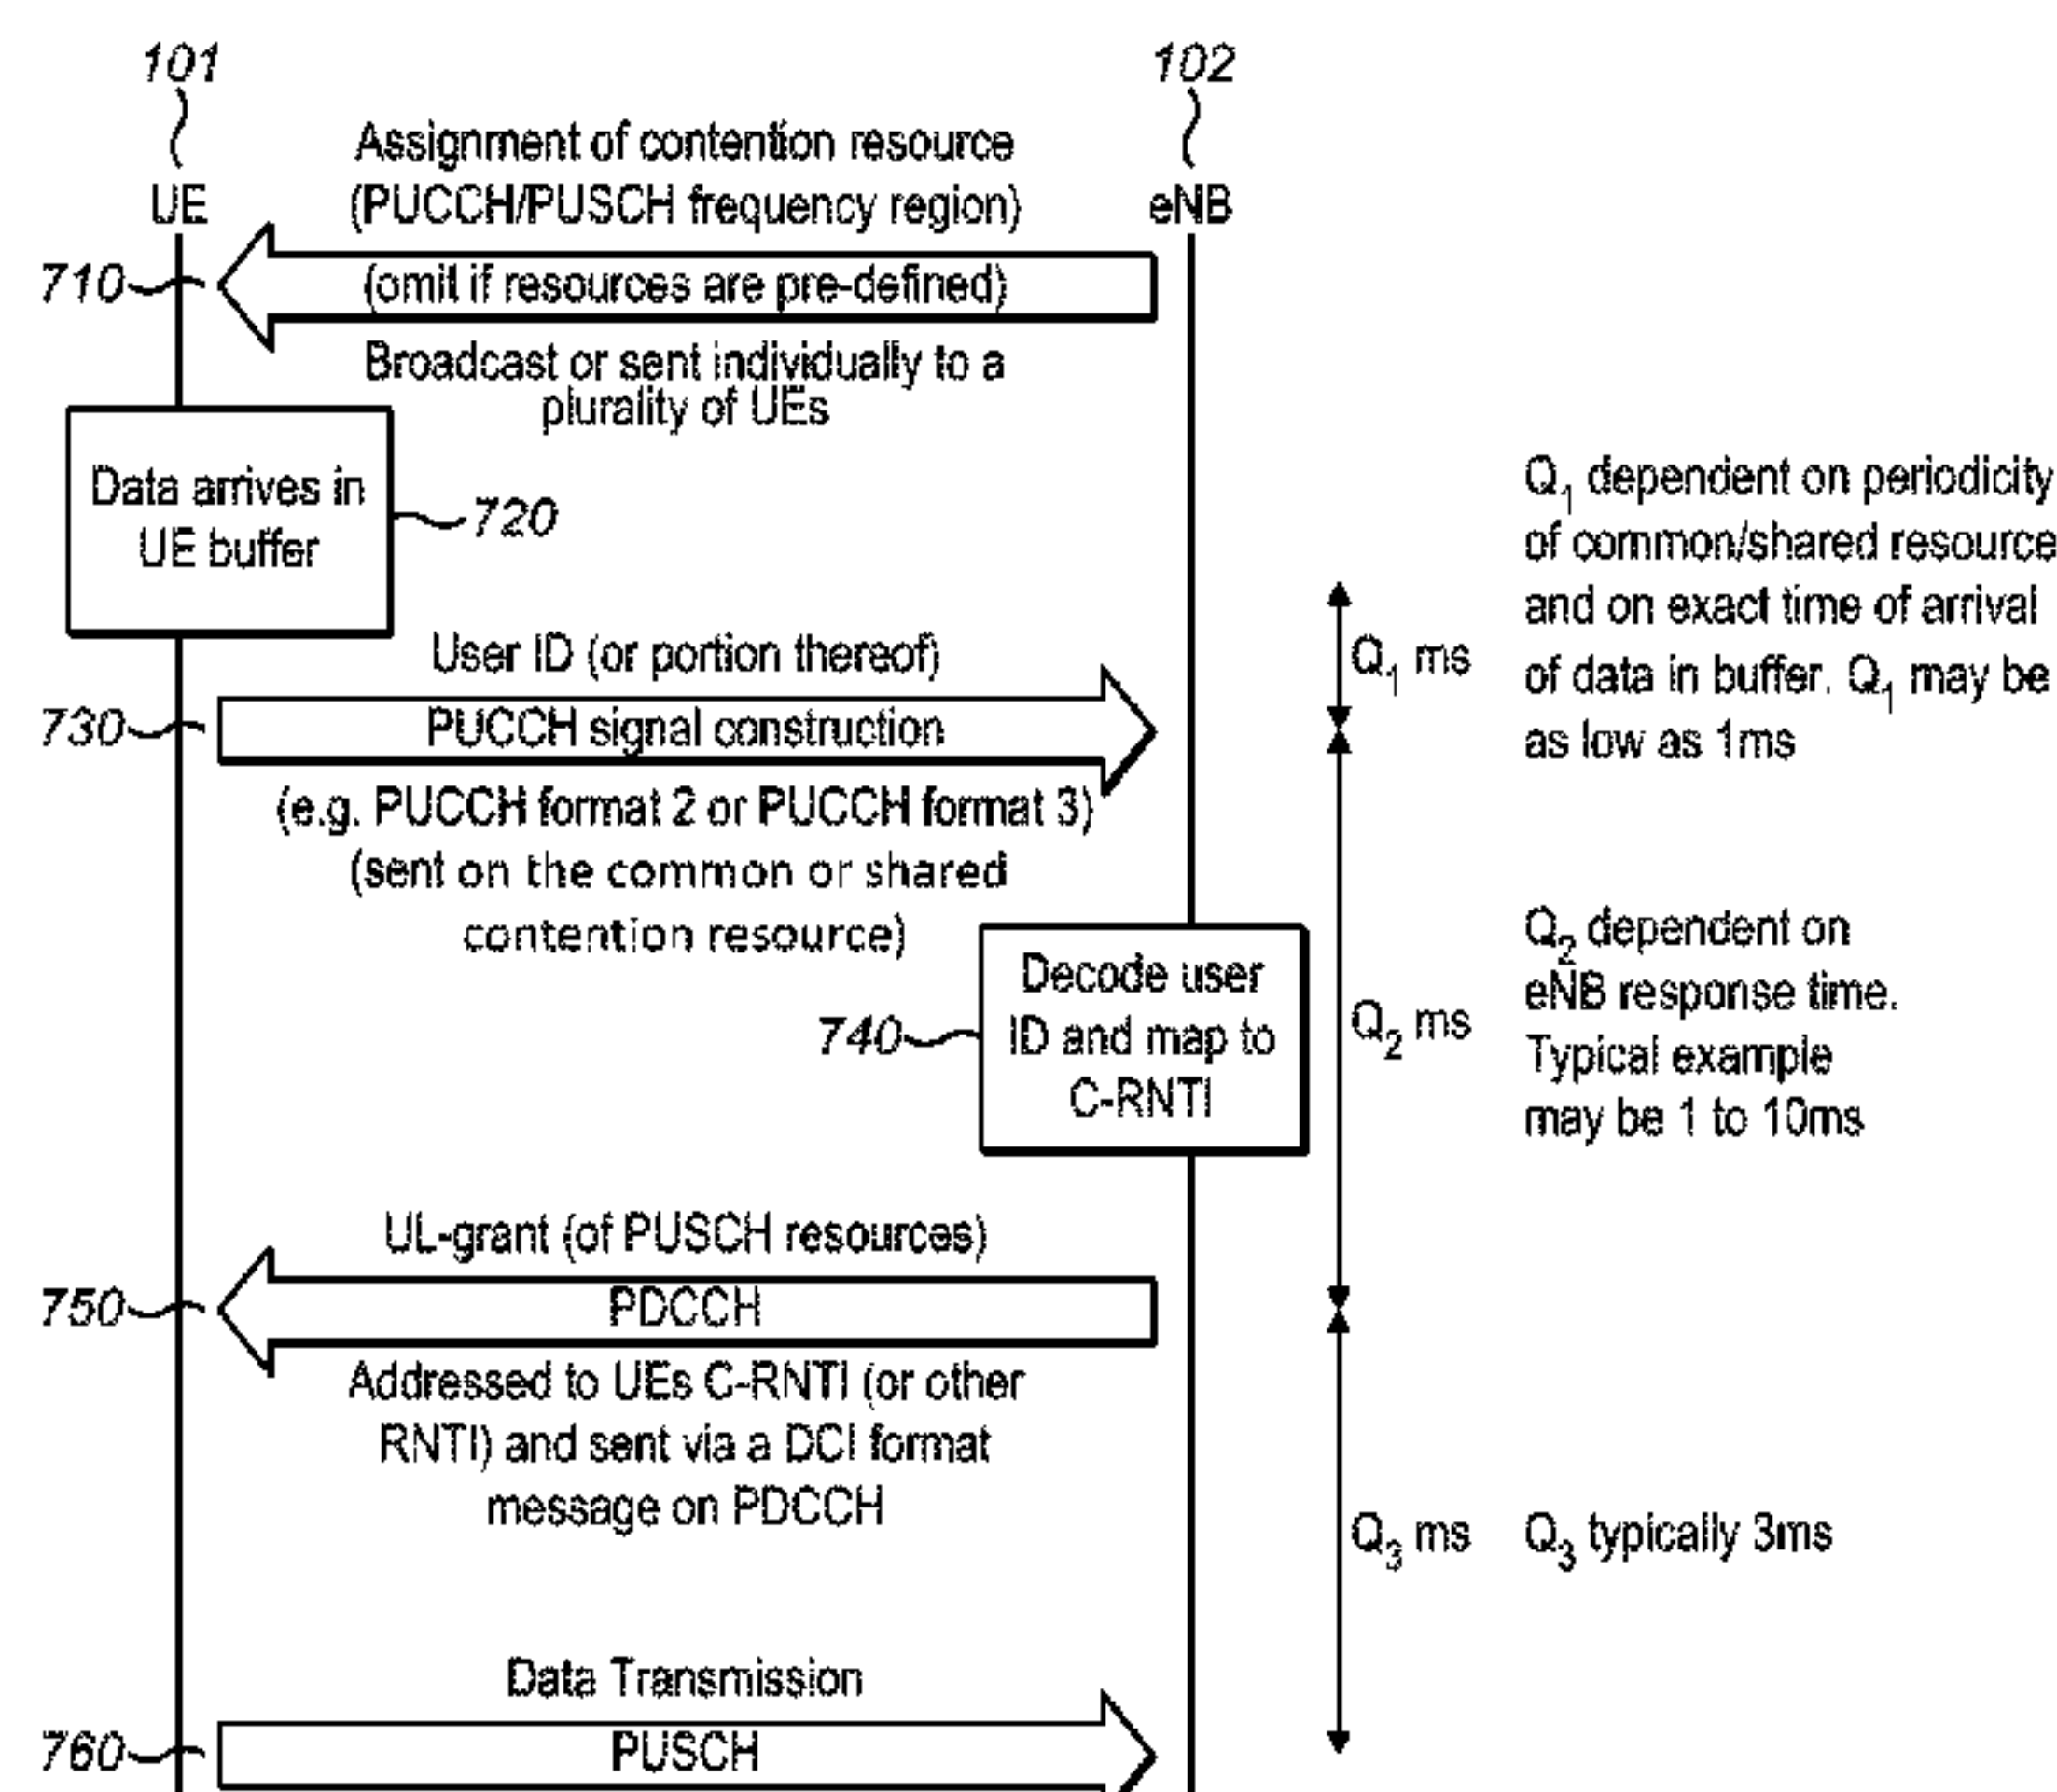 101
102
Assignment of contention resource
UE
(PUCCH/PUSCH frequency region)
eNB
710
(omit if resources are pre-defined)
Broadcast or sent individually to a
plurality of UEs
Data arrives in
UE buffer
720
Q1 dependent on periodicity
of common/shared resource
and on exact time of arrival
of data in buffer. Q1 may be
as low as 1ms
User ID (or portion thereof)
Q1 ms
730
PUCCH signal construction
(e.g. PUCCH format 2 or PUCCH format 3)
(sent on the common or shared
contention resource)
Decode user
ID and map to
C-RNTI
740
Q2 ms
Q2 dependent on
eNB response time.
Typical example
may be 1 to 10ms
UL-grant (of PUSCH resources)
750
PDCCH
Addressed to UEs C-RNTI (or other
RNTI) and sent via a DCI format
message on PDCCH
Q3 ms
Q3 typically 3ms
Data Transmission
760
PUSCH